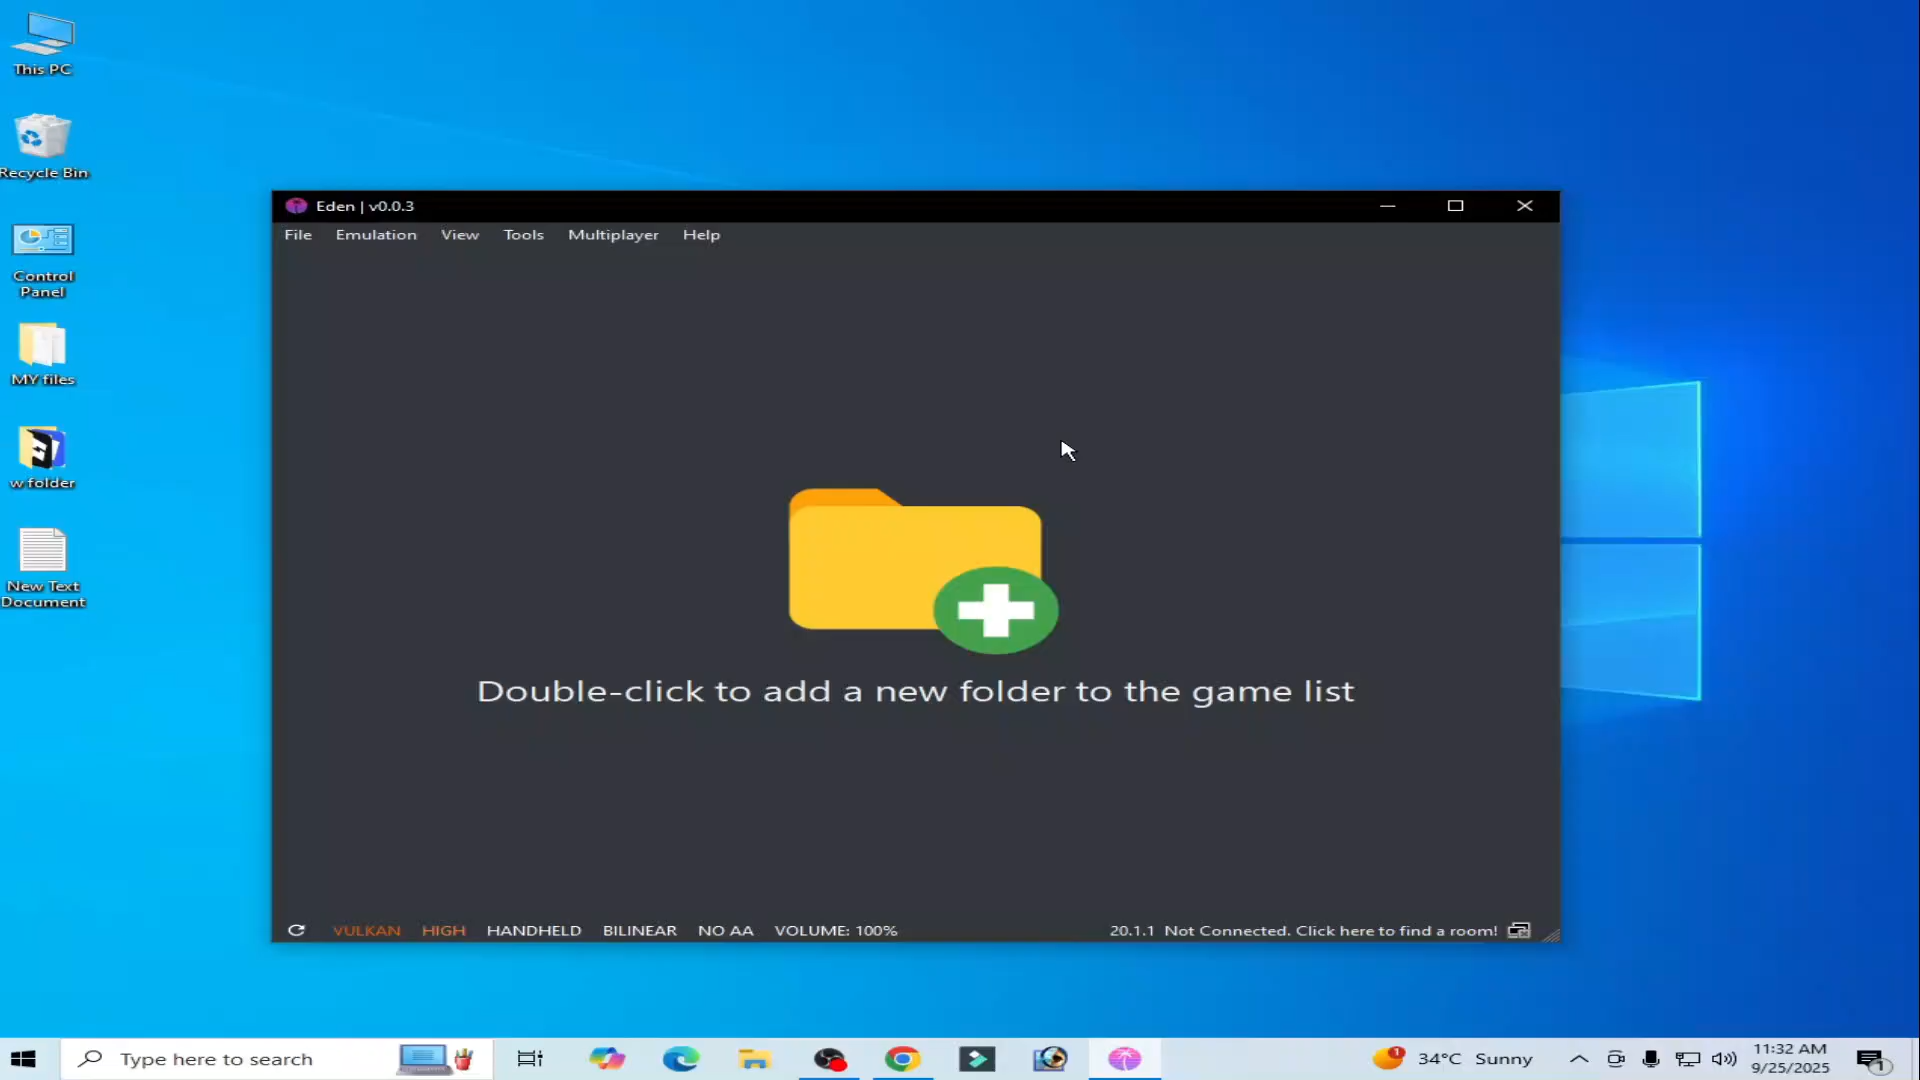 This PC
Recycle Bin
Control
Panel
MY files
w folder
New Text
Document
Eden | v0.0.3
File Emulation View Tools Multiplayer Help
Double-click to add a new folder to the game list
VULKAN HIGH HANDHELD BILINEAR NO AA VOLUME: 100% 20.1.1 Not Connected. Click here to find a room!
Type here to search
1 34°C Sunny
11:32 AM
9/25/2025
1